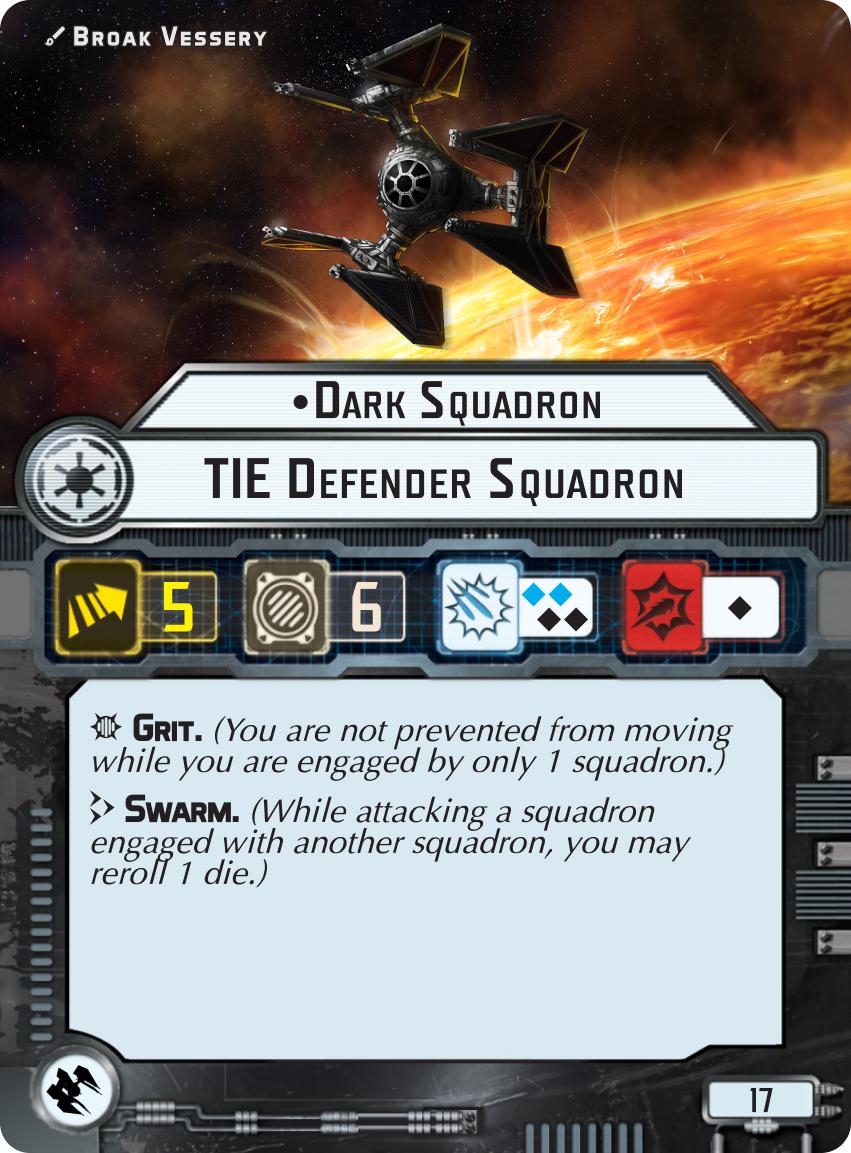 Broak Vessery
•Dark Squadron
TIE Defender Squadron
5 6
Grit. (You are not prevented from moving
while you are engaged by only 1 squadron.)
Swarm. (While attacking a squadron
engaged with another squadron, you may
reroll 1 die.)
17